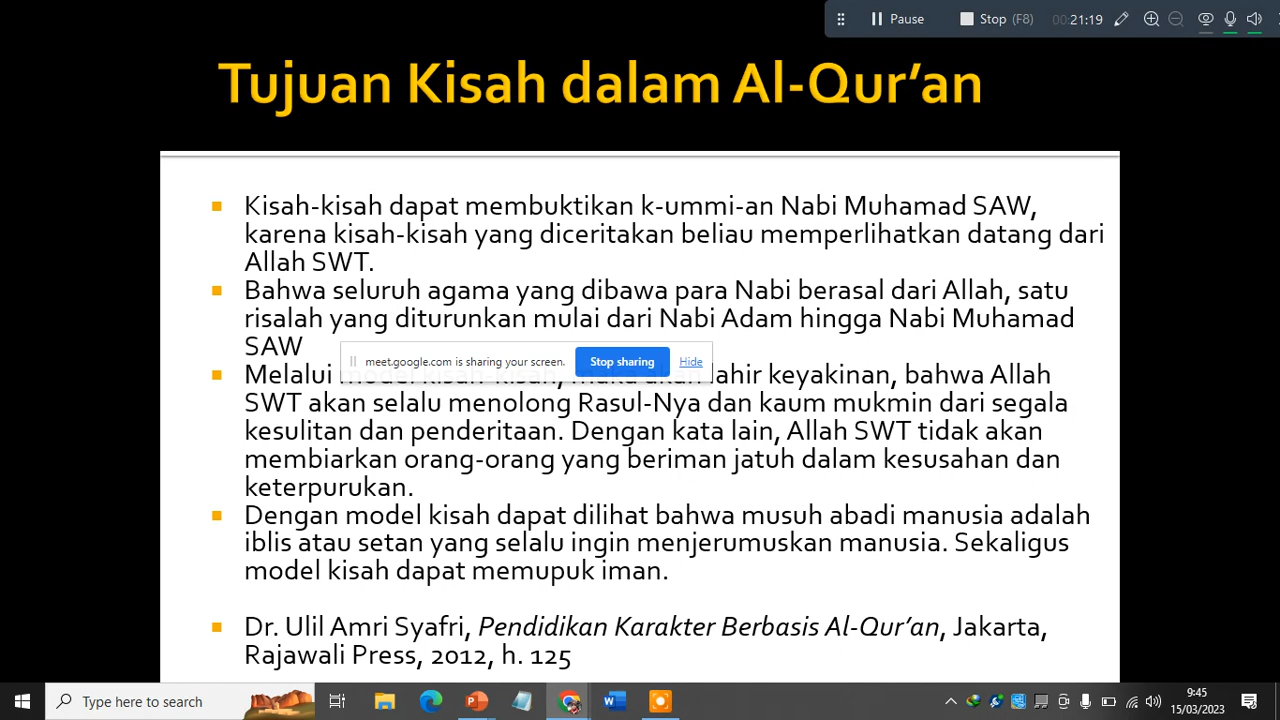 Pause Stop (F8) 00:21:19
Tujuan Kisah dalam Al-Qur’an
Kisah-kisah dapat membuktikan k-ummi-an Nabi Muhamad SAW,
karena kisah-kisah yang diceritakan beliau memperlihatkan datang dari
Allah SWT.
Bahwa seluruh agama yang dibawa para Nabi berasal dari Allah, satu
risalah yang diturunkan mulai dari Nabi Adam hingga Nabi Muhamad
SAW
meet.google.com is sharing your screen. Stop sharing Hide
Melalui model kisah-kisah, maka akan lahir keyakinan, bahwa Allah
SWT akan selalu menolong Rasul-Nya dan kaum mukmin dari segala
kesulitan dan penderitaan. Dengan kata lain, Allah SWT tidak akan
membiarkan orang-orang yang beriman jatuh dalam kesusahan dan
keterpurukan.
Dengan model kisah dapat dilihat bahwa musuh abadi manusia adalah
iblis atau setan yang selalu ingin menjerumuskan manusia. Sekaligus
model kisah dapat memupuk iman.
Dr. Ulil Amri Syafri, Pendidikan Karakter Berbasis Al-Qur’an, Jakarta,
Rajawali Press, 2012, h. 125
Type here to search
9:45
15/03/2023